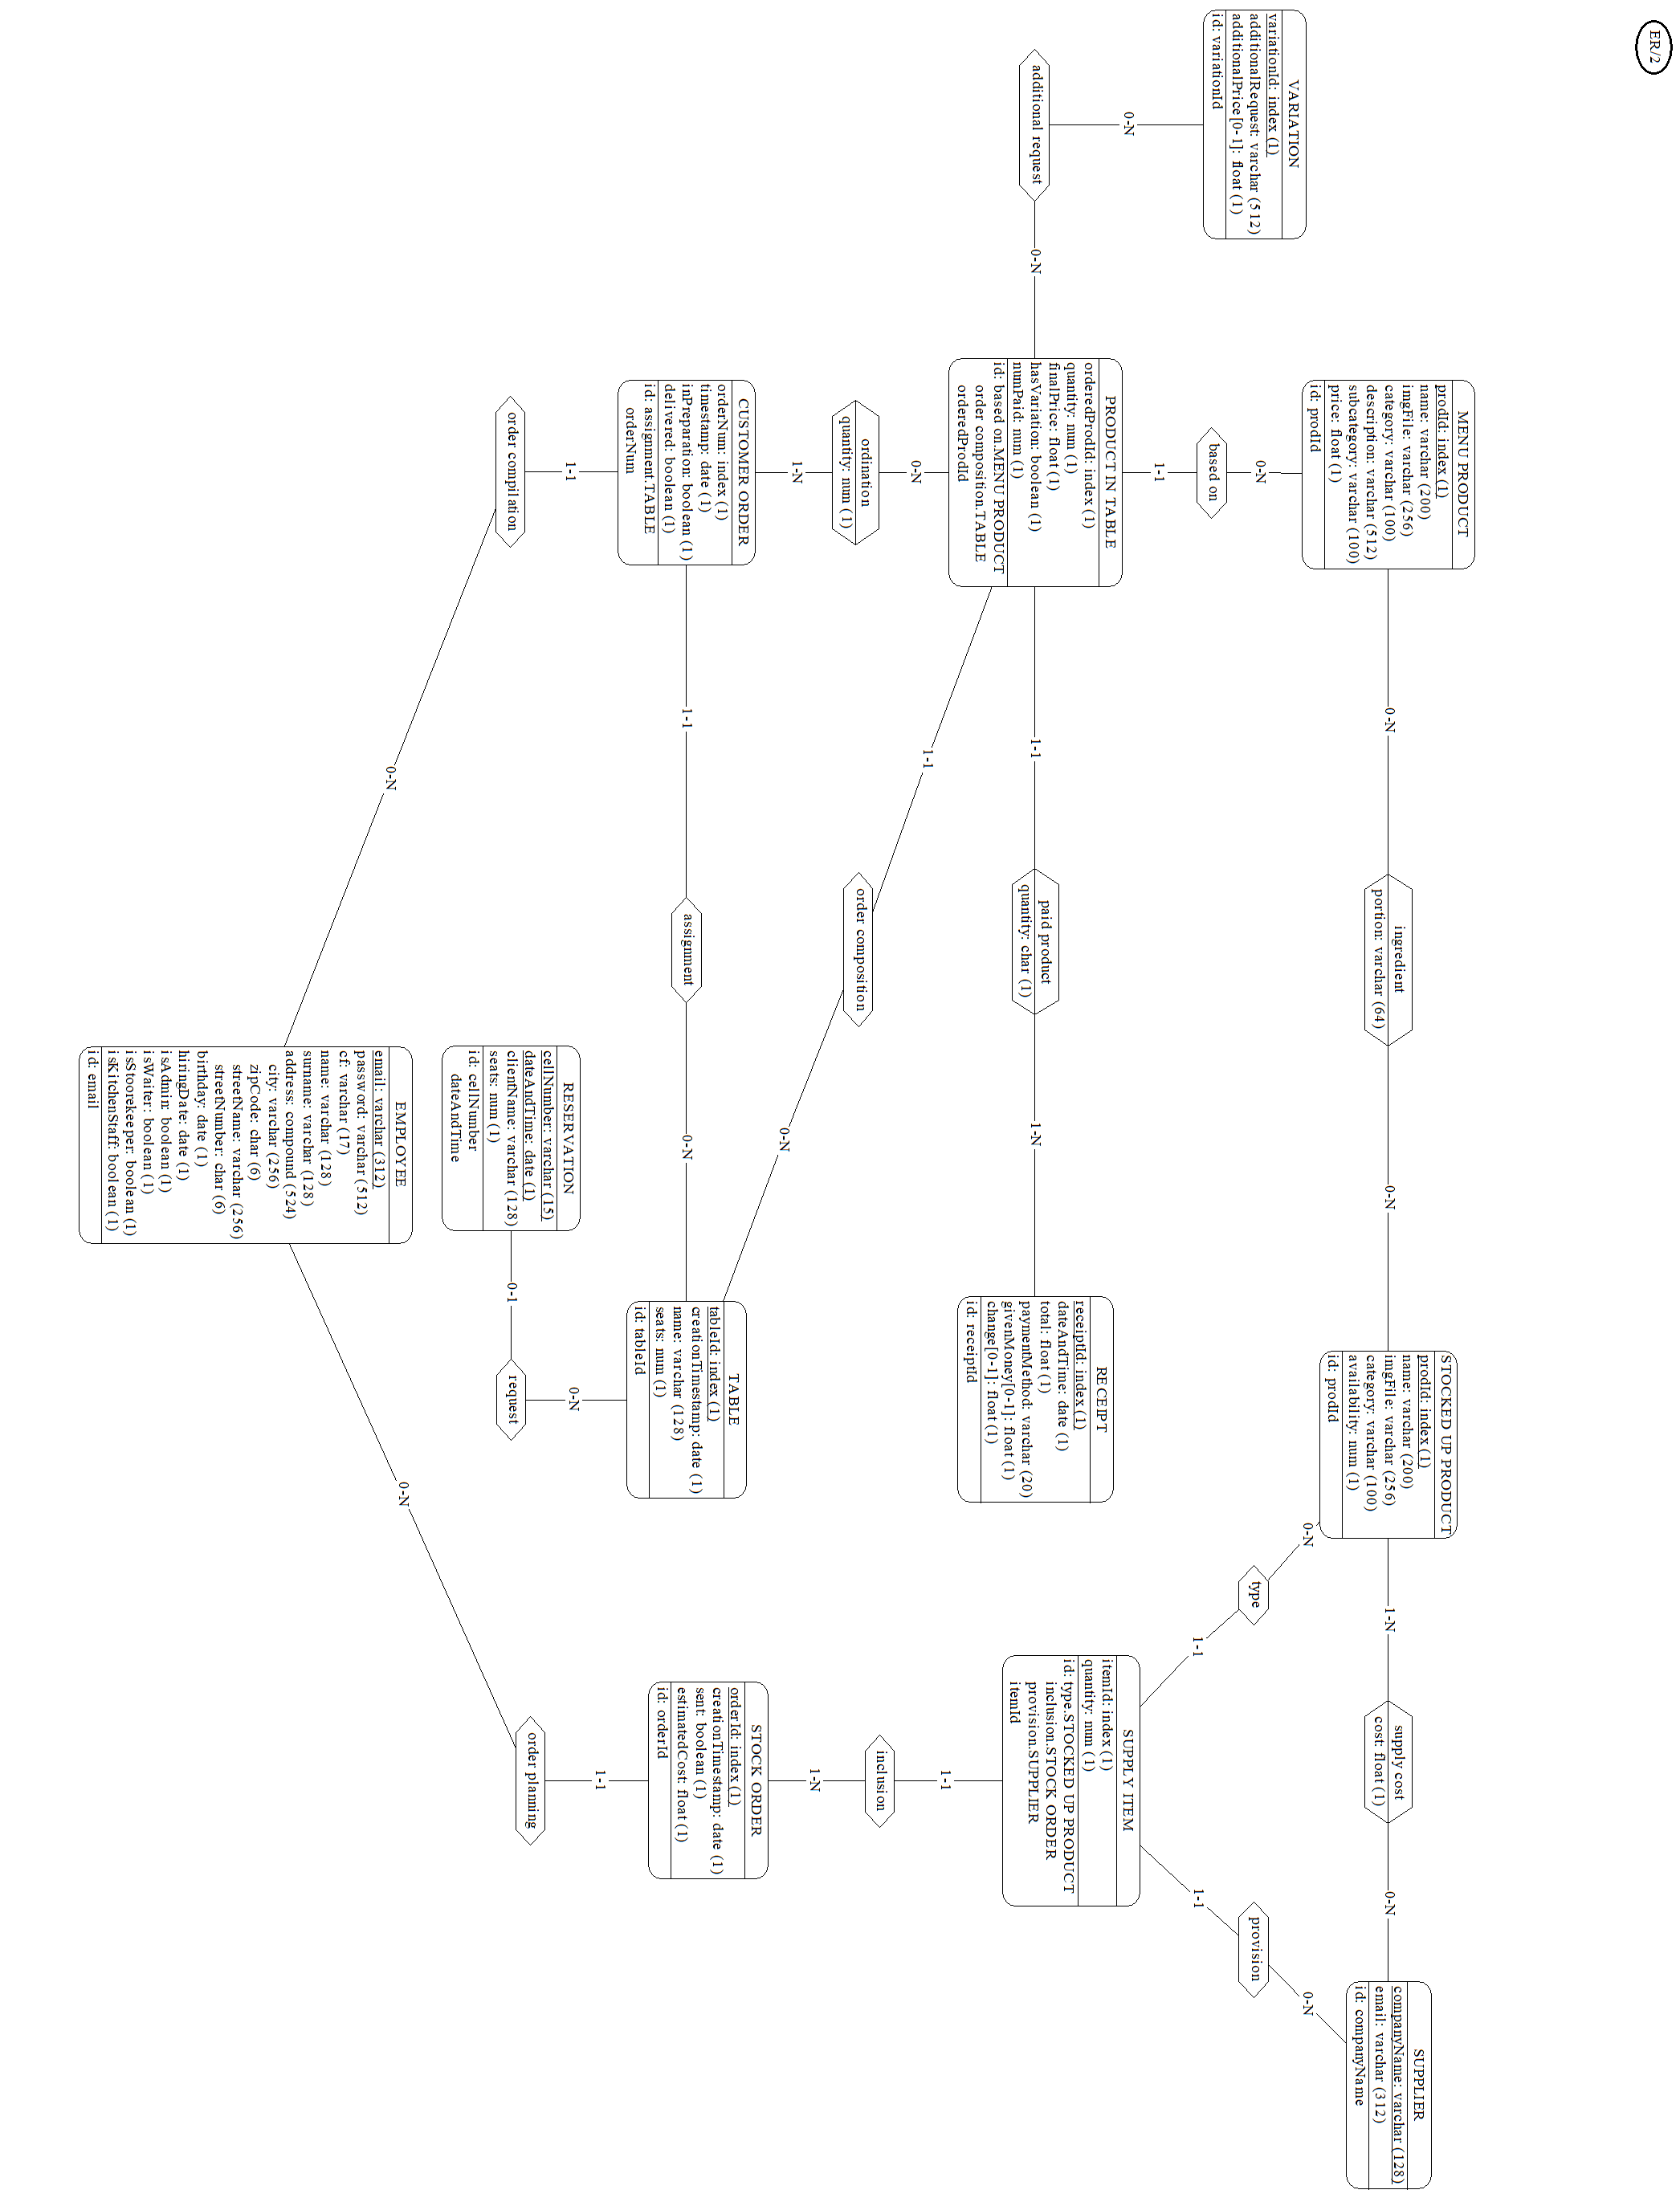 ER/2
VARIATION
variationId: index (1)
additionalRequest: varchar (512)
additionalPrice[0-1]: float (1)
id: variationId
0-N
additional request
0-N
MENU PRODUCT
prodId: index (1)
name: varchar (200)
imgFile: varchar (256)
category: varchar (100)
description: varchar (512)
subcategory: varchar (100)
price: float (1)
id: prodId
0-N
based on
1-1
PRODUCT IN TABLE
orderedProdId: index (1)
quantity: num (1)
finalPrice: float (1)
hasVariation: boolean (1)
numPaid: num (1)
id: based on.MENU PRODUCT
order composition.TABLE
orderedProdId
0-N
ordination
quantity: num (1)
1-N
CUSTOMER ORDER
orderNum: index (1)
timestamp: date (1)
inPreparation: boolean (1)
delivered: boolean (1)
id: assignment.TABLE
orderNum
1-1
order compilation
0-N
0-N
ingredient
portion: varchar (64)
0-N
1-1
paid product
quantity: char (1)
1-N
1-1
order composition
0-N
1-1
assignment
0-N
STOCKED UP PRODUCT
prodId: index (1)
name: varchar (200)
imgFile: varchar (256)
category: varchar (100)
availability: num (1)
id: prodId
RECEIPT
receiptId: index (1)
dateAndTime: date (1)
total: float (1)
paymentMethod: varchar (20)
givenMoney[0-1]: float (1)
change[0-1]: float (1)
id: receiptId
TABLE
tableId: index (1)
creationTimestamp: date (1)
name: varchar (128)
seats: num (1)
id: tableId
0-N
request
0-1
RESERVATION
cellNumber: varchar (15)
dateAndTime: date (1)
clientName: varchar (128)
seats: num (1)
id: cellNumber
dateAndTime
EMPLOYEE
email: varchar (312)
password: varchar (512)
cf: varchar (17)
name: varchar (128)
surname: varchar (128)
address: compound (524)
city: varchar (256)
zipCode: char (6)
streetName: varchar (256)
streetNumber: char (6)
birthday: date (1)
hiringDate: date (1)
isAdmin: boolean (1)
isWaiter: boolean (1)
isStoorekeeper: boolean (1)
isKitchenStaff: boolean (1)
id: email
0-N
order planning
1-1
STOCK ORDER
orderId: index (1)
creationTimestamp: date (1)
sent: boolean (1)
estimatedCost: float (1)
id: orderId
1-N
inclusion
1-1
SUPPLY ITEM
itemId: index (1)
quantity: num (1)
id: type.STOCKED UP PRODUCT
inclusion.STOCK ORDER
provision.SUPPLIER
itemId
0-N
type
1-1
1-N
supply cost
cost: float (1)
0-N
1-1
provision
0-N
SUPPLIER
companyName: varchar (128)
email: varchar (312)
id: companyName